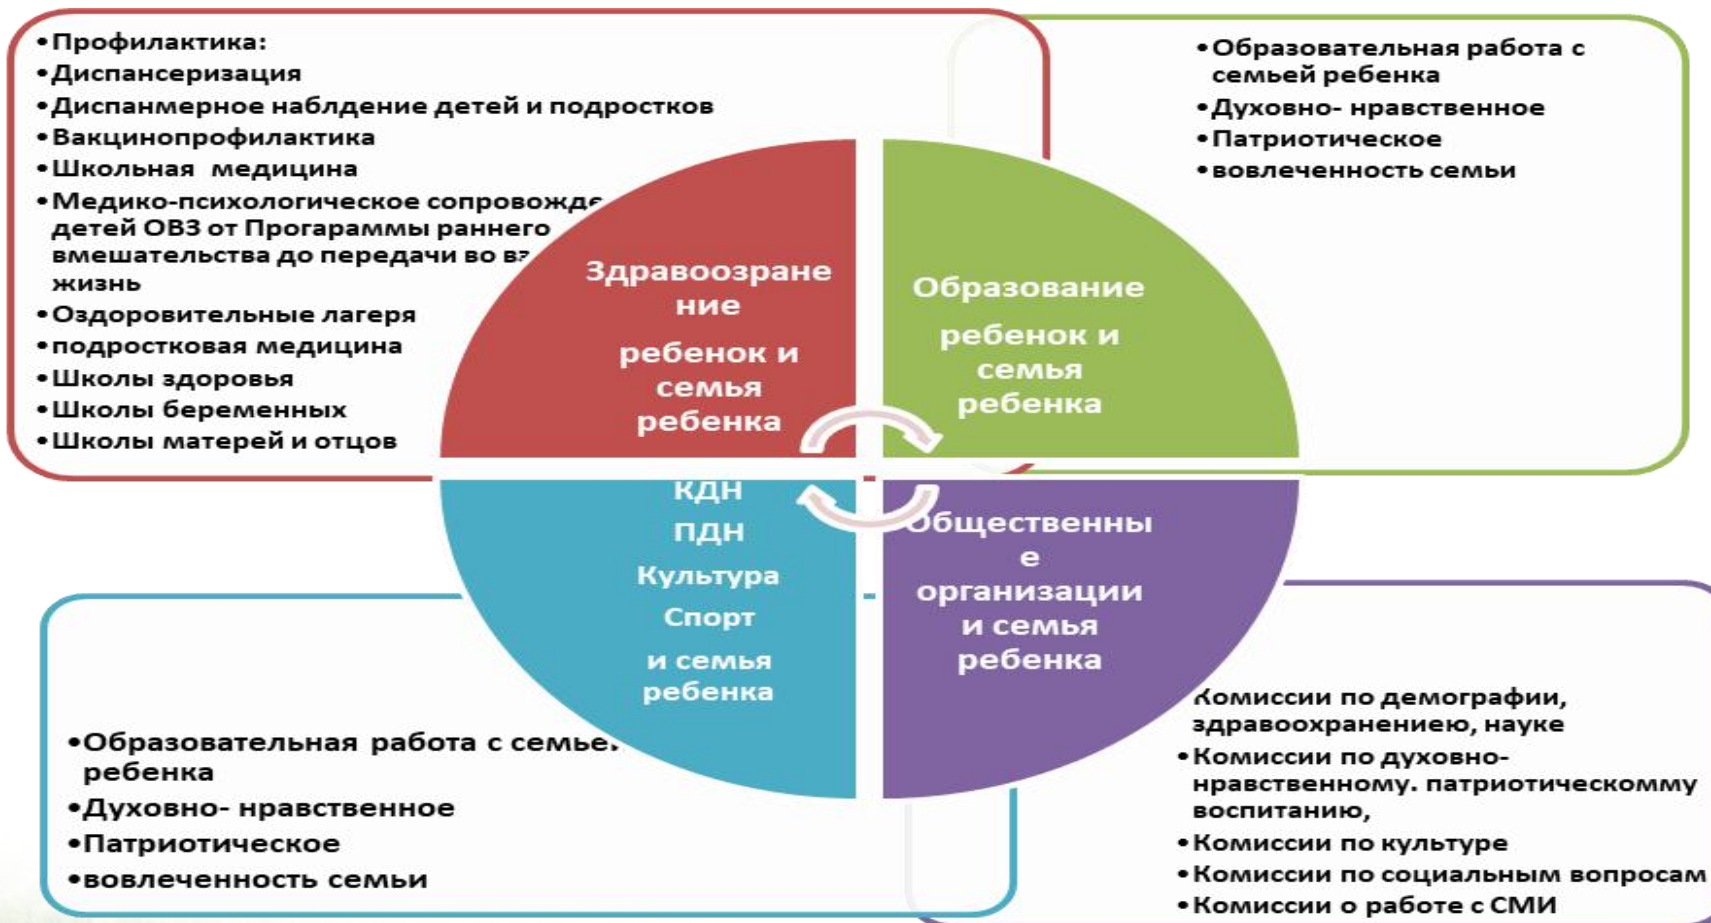 •Профилактика:
•Диспансеризация
•Диспанмерное наблдение детей и подростков
•Вакцинопрофилактика
•Школьная медицина
•Медико-психологическое
детей ОВЗ от Прогараммы раннего
вмешательства до передачи во
жизнь
•Оздоровительные лагеря
•подростковая медицина
•Школы здоровья
•Школы беременных
•Школы матерей и отцов
•Образовательная работа с
семьей ребенка
•Духовно- нравственное
•Патриотическое
•вовлеченность семьи
Здравоозране
ние
ребенок и
семья
ребенка
Образование
ребенок и
семья
ребенка
КДН
ПДН
Культура
Спорт
и семья
ребенка
Общественны
е
организации
и семья
ребенка
•Образовательная работа с
ребенка
•Духовно- нравственное
•Патриотическое
•вовлеченность семьи
Комиссии по демографии,
здравоохранениею, науке
•Комиссии по духовно-
нравственному. патриотическомму
воспитанию,
•Комиссии по культуре
•Комиссии по социальным вопросам
•Комиссии о работе с СМИ